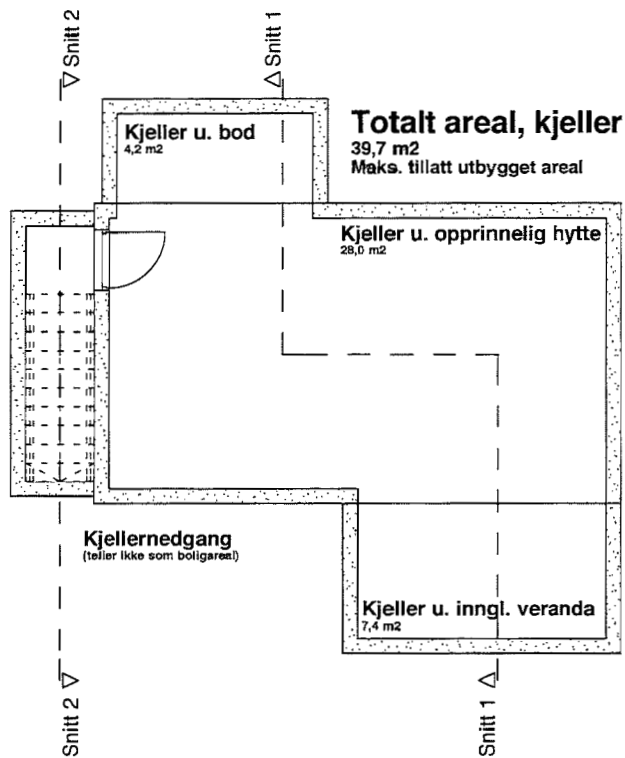 Snitt 2
Snitt 1
Kjeller u. bod
4,2 m2
Totalt areal, kjeller
39,7 m2
Maks. tillatt utbygget areal
Kjeller u. opprinnelig hytte
28,0 m2
Kjellernedgang
(teller ikke som boligareal)
Kjeller u. inngl. veranda
7,4 m2
Snitt 2
Snitt 1